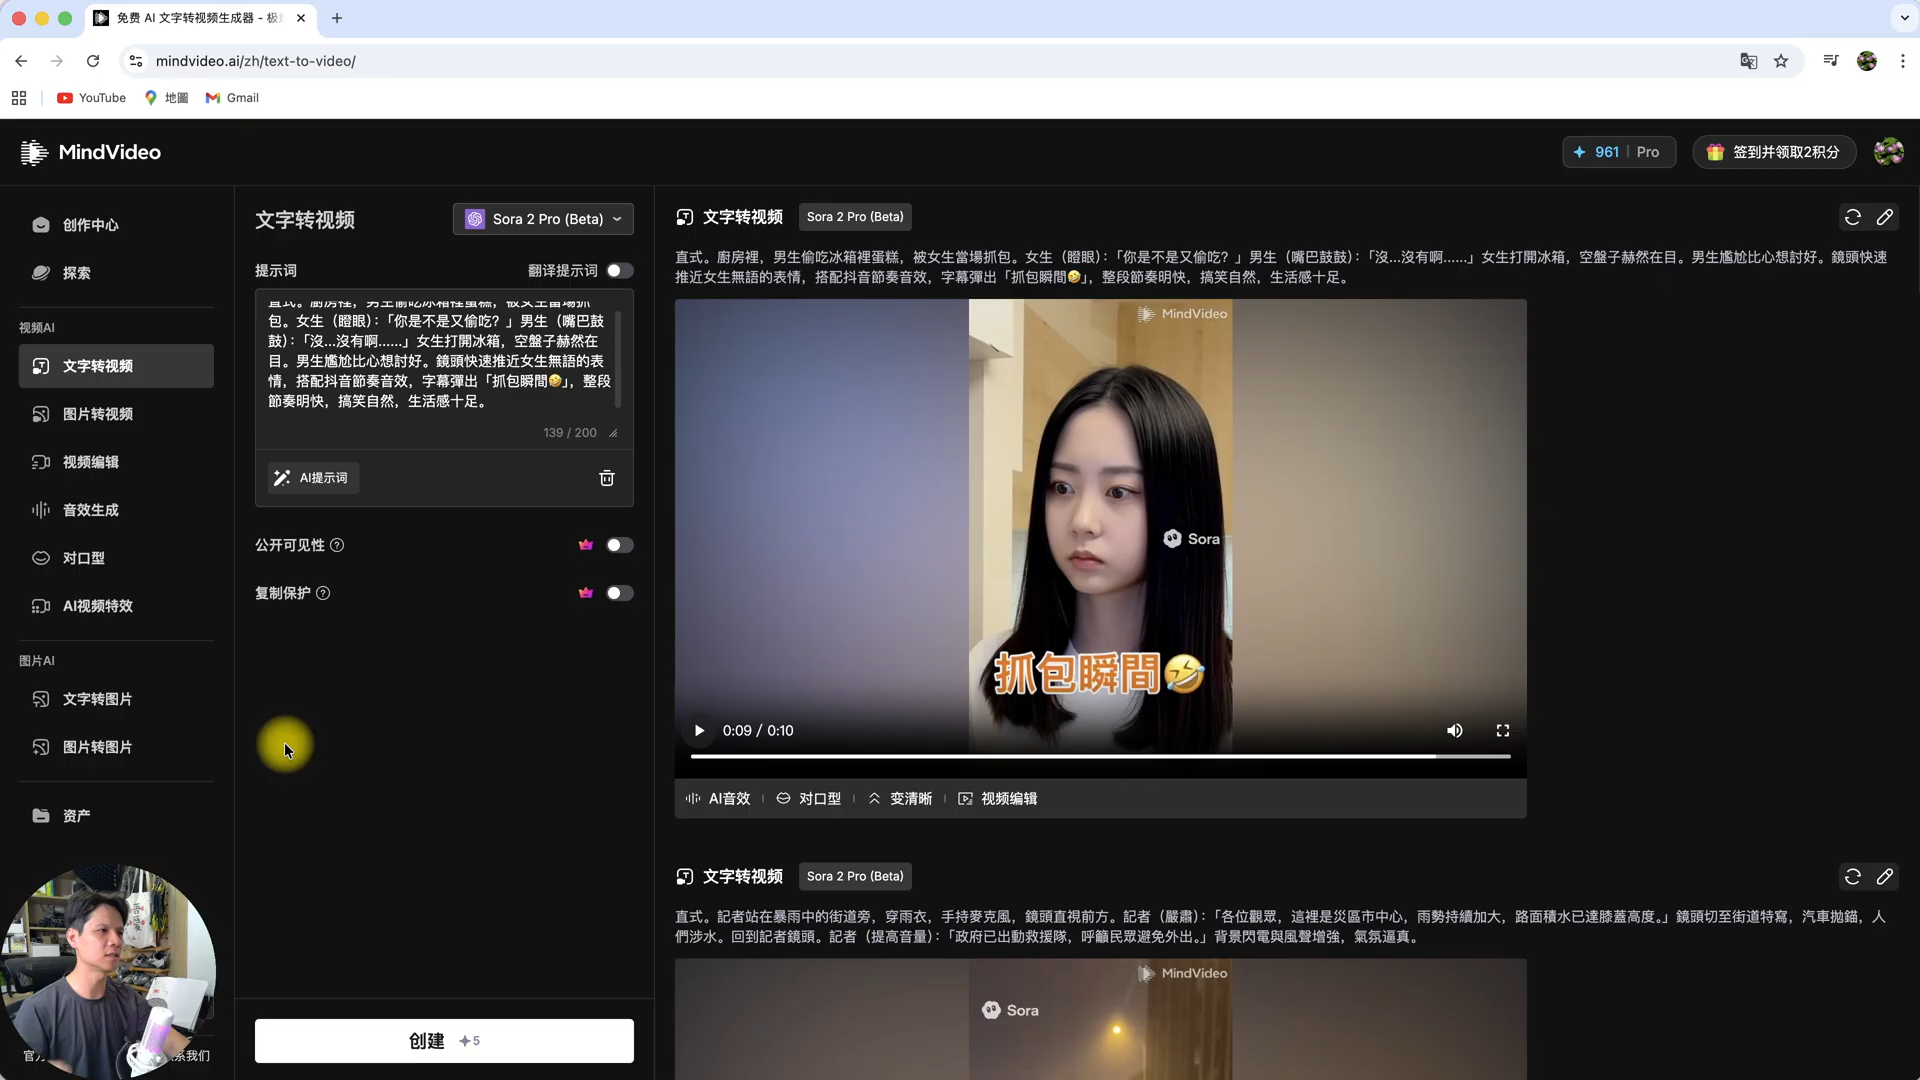 免费 AI 文字转视频生成器 - 极
mindvideo.ai/zh/text-to-video/
YouTube
地圖
Gmail
MindVideo
961 | Pro
签到并领取2积分
创作中心
探索
视频AI
文字转视频
图片转视频
视频编辑
音效生成
对口型
AI视频特效
图片AI
文字转图片
图片转图片
资产
官方
系我们
文字转视频
Sora 2 Pro (Beta)
提示词
翻译提示词
直式。廚房裡，男生偷吃冰箱裡蛋糕，被女生當場抓
包。女生（瞪眼）：「你是不是又偷吃？」男生（嘴巴鼓
鼓）：「沒...沒有啊......」女生打開冰箱，空盤子赫然在
目。男生尷尬比心想討好。鏡頭快速推近女生無語的表
情，搭配抖音節奏音效，字幕彈出「抓包瞬間🤣」，整段
節奏明快，搞笑自然，生活感十足。
139 / 200
AI提示词
公开可见性
复制保护
创建 5
文字转视频
Sora 2 Pro (Beta)
直式。廚房裡，男生偷吃冰箱裡蛋糕，被女生當場抓包。女生（瞪眼）：「你是不是又偷吃？」男生（嘴巴鼓鼓）：「沒...沒有啊......」女生打開冰箱，空盤子赫然在目。男生尷尬比心想討好。鏡頭快速
推近女生無語的表情，搭配抖音節奏音效，字幕彈出「抓包瞬間🤣」，整段節奏明快，搞笑自然，生活感十足。
MindVideo
Sora
抓包瞬間🤣
0:09 / 0:10
AI音效
对口型
变清晰
视频编辑
文字转视频
Sora 2 Pro (Beta)
直式。記者站在暴雨中的街道旁，穿雨衣，手持麥克風，鏡頭直視前方。記者（嚴肅）：「各位觀眾，這裡是災區市中心，雨勢持續加大，路面積水已達膝蓋高度。」鏡頭切至街道特寫，汽車拋錨，人
們涉水。回到記者鏡頭。記者（提高音量）：「政府已出動救援隊，呼籲民眾避免外出。」背景閃電與風聲增強，氣氛逼真。
MindVideo
Sora